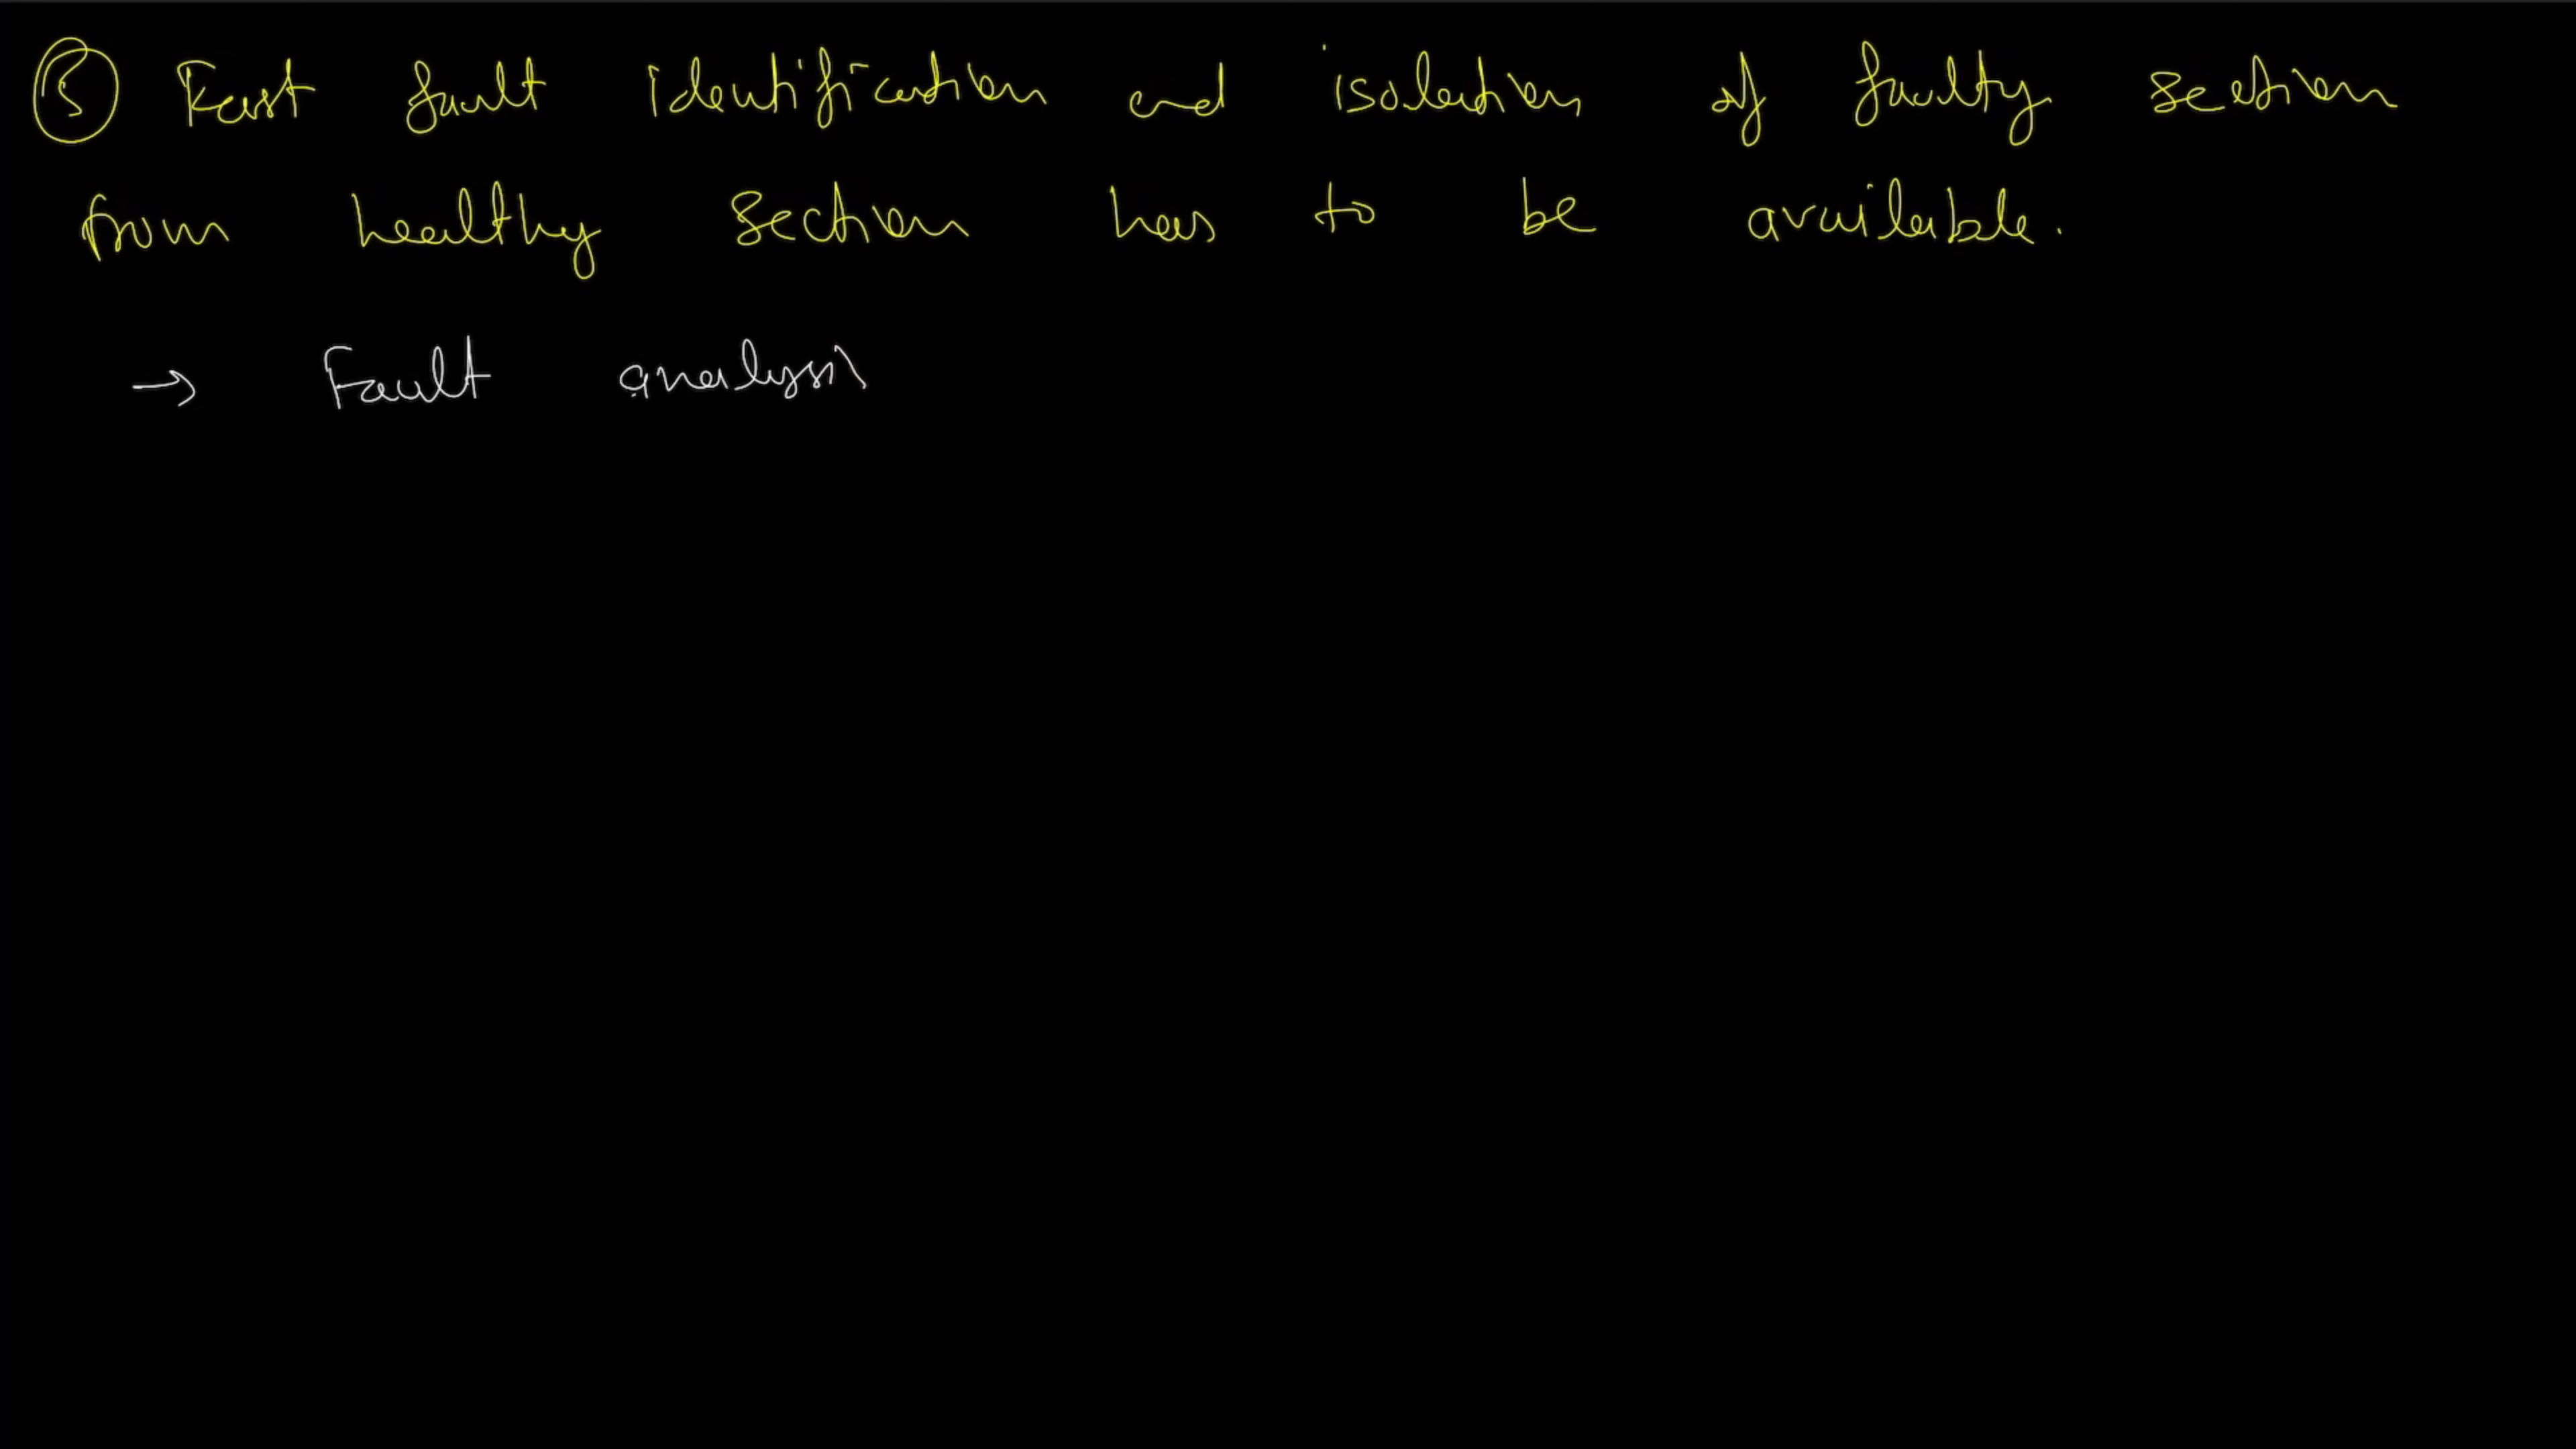 ⑤ Fast fault identification and isolation of faulty section
from healthy section has to be available.
→ Fault analysis